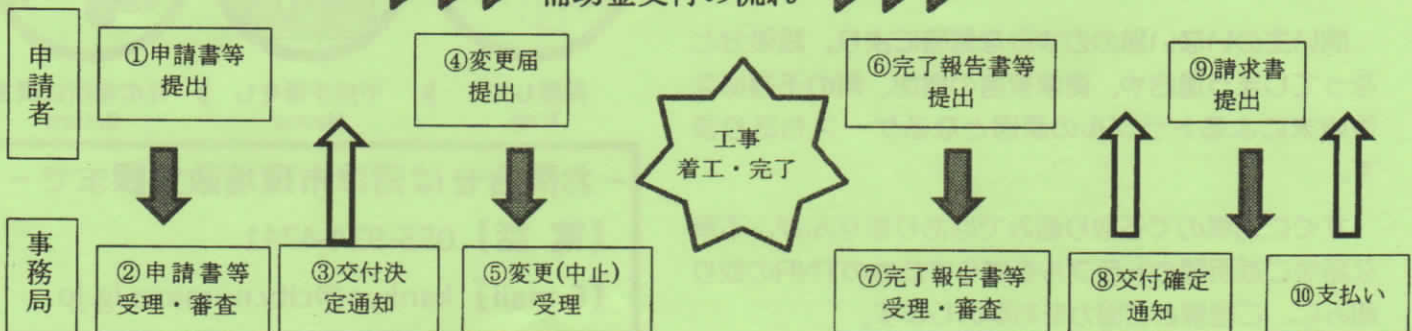 補助金交付の流れ
申請者
①申請書等
提出
④変更届
提出
⑥完了報告書等
提出
⑨請求書
提出
工事
着工・完了
事務局
②申請書等
受理・審査
③交付決
定通知
⑤変更(中止)
受理
⑦完了報告書等
受理・審査
⑧交付確定
通知
⑩支払い